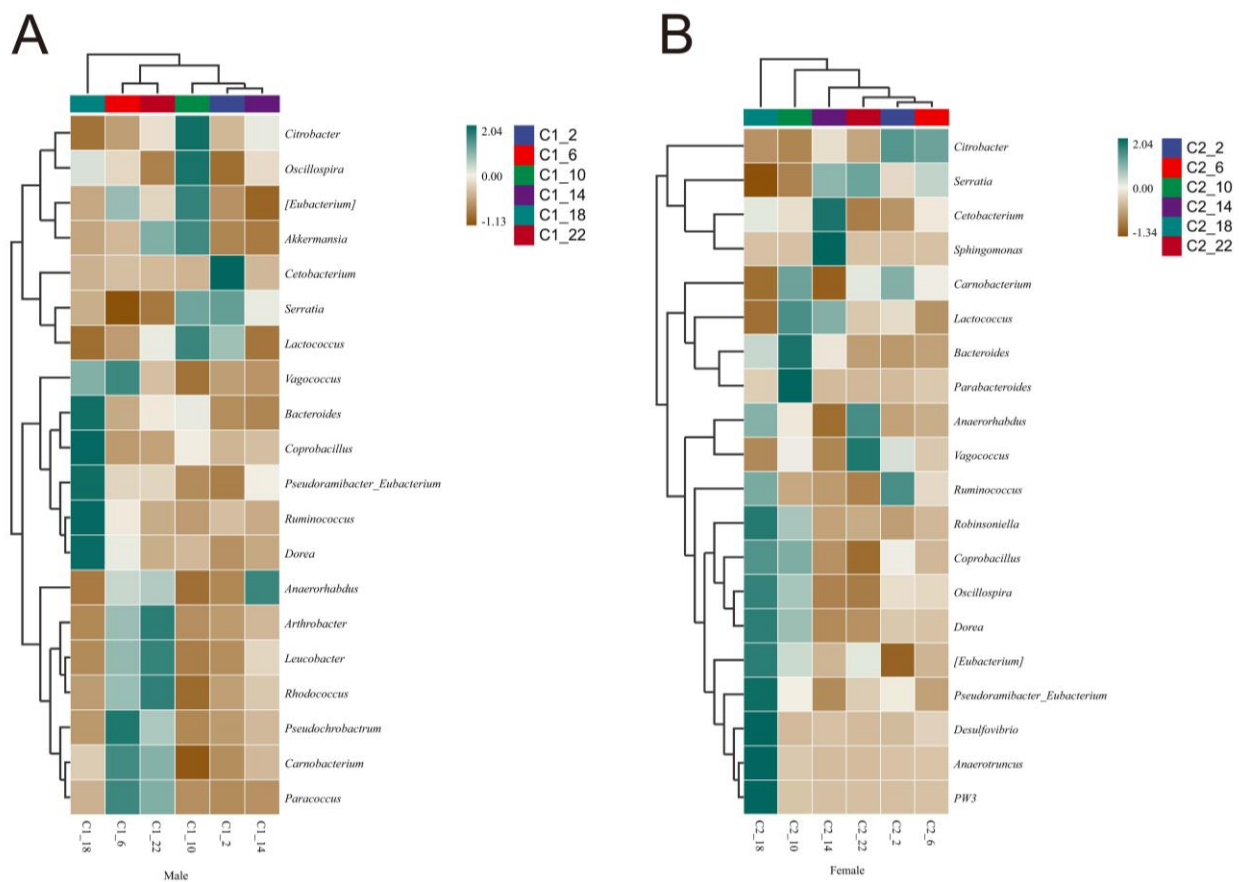 A
2.04
0.00
-1.13
C1_2
C1_6
C1_10
C1_14
C1_18
C1_22
Citrobacter
Oscillospira
[Eubacterium]
Akkermansia
Cetobacterium
Serratia
Lactococcus
Vagococcus
Bacteroides
Coprobacillus
Pseudoramibacter_Eubacterium
Ruminococcus
Dorea
Anaerorhabdus
Arthrobacter
Leucobacter
Rhodococcus
Pseudochrobactrum
Carnobacterium
Paracoccus
C1_18
C1_6
C1_22
C1_10
C1_2
C1_14
Male
B
2.04
0.00
-1.34
C2_2
C2_6
C2_10
C2_14
C2_18
C2_22
Citrobacter
Serratia
Cetobacterium
Sphingomonas
Carnobacterium
Lactococcus
Bacteroides
Parabacteroides
Anaerorhabdus
Vagococcus
Ruminococcus
Robinsoniella
Coprobacillus
Oscillospira
Dorea
[Eubacterium]
Pseudoramibacter_Eubacterium
Desulfovibrio
Anaerotruncus
PW3
C2_18
C2_10
C2_14
C2_22
C2_2
C2_6
Female